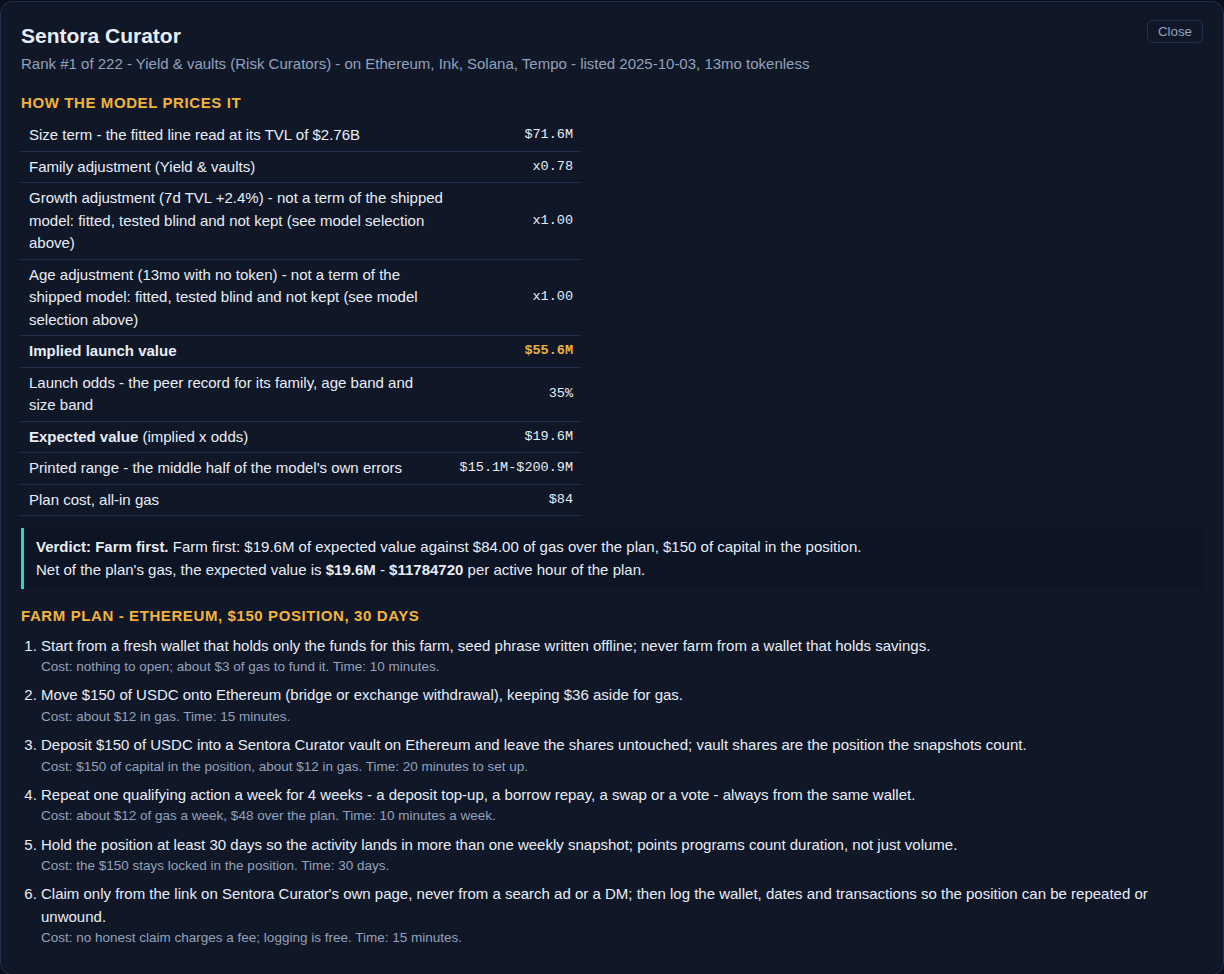 Sentora Curator
Close
Rank #1 of 222 - Yield & vaults (Risk Curators) - on Ethereum, Ink, Solana, Tempo - listed 2025-10-03, 13mo tokenless
HOW THE MODEL PRICES IT
Size term - the fitted line read at its TVL of $2.76B $71.6M
Family adjustment (Yield & vaults) x0.78
Growth adjustment (7d TVL +2.4%) - not a term of the shipped
model: fitted, tested blind and not kept (see model selection x1.00
above)
Age adjustment (13mo with no token) - not a term of the
shipped model: fitted, tested blind and not kept (see model x1.00
selection above)
Implied launch value $55.6M
Launch odds - the peer record for its family, age band and
size band 35%
Expected value (implied x odds) $19.6M
Printed range - the middle half of the model's own errors $15.1M-$200.9M
Plan cost, all-in gas $84
Verdict: Farm first. Farm first: $19.6M of expected value against $84.00 of gas over the plan, $150 of capital in the position.
Net of the plan's gas, the expected value is $19.6M - $11784720 per active hour of the plan.
FARM PLAN - ETHEREUM, $150 POSITION, 30 DAYS
1. Start from a fresh wallet that holds only the funds for this farm, seed phrase written offline; never farm from a wallet that holds savings.
Cost: nothing to open; about $3 of gas to fund it. Time: 10 minutes.
2. Move $150 of USDC onto Ethereum (bridge or exchange withdrawal), keeping $36 aside for gas.
Cost: about $12 in gas. Time: 15 minutes.
3. Deposit $150 of USDC into a Sentora Curator vault on Ethereum and leave the shares untouched; vault shares are the position the snapshots count.
Cost: $150 of capital in the position, about $12 in gas. Time: 20 minutes to set up.
4. Repeat one qualifying action a week for 4 weeks - a deposit top-up, a borrow repay, a swap or a vote - always from the same wallet.
Cost: about $12 of gas a week, $48 over the plan. Time: 10 minutes a week.
5. Hold the position at least 30 days so the activity lands in more than one weekly snapshot; points programs count duration, not just volume.
Cost: the $150 stays locked in the position. Time: 30 days.
6. Claim only from the link on Sentora Curator's own page, never from a search ad or a DM; then log the wallet, dates and transactions so the position can be repeated or
unwound.
Cost: no honest claim charges a fee; logging is free. Time: 15 minutes.